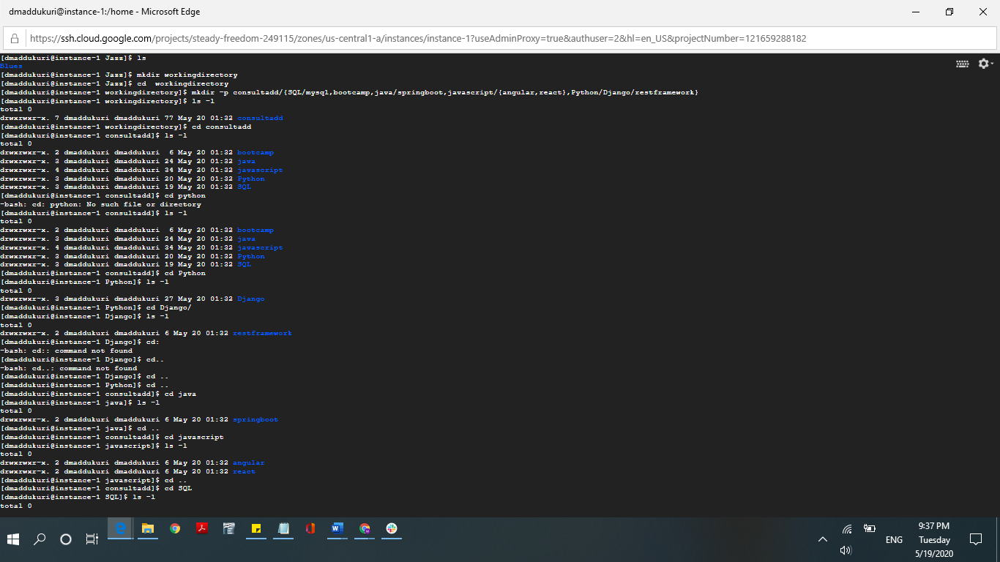 dmaddukuri@instance-1:/home - Microsoft Edge
https://ssh.cloud.google.com/projects/steady-freedom-249115/zones/us-central1-a/instances/instance-1?useAdminProxy=true&authuser=2&hl=en_US&projectNumber=121659288182
[dmaddukuri@instance-1 Jazz]$ ls
Blues
[dmaddukuri@instance-1 Jazz]$ mkdir workingdirectory
[dmaddukuri@instance-1 Jazz]$ cd  workingdirectory
[dmaddukuri@instance-1 workingdirectory]$ mkdir -p consultadd/{SQL/mysql,bootcamp,java/springboot,javascript/{angular,react},Python/Django/restframework}
[dmaddukuri@instance-1 workingdirectory]$ ls -l
total 0
drwxrwxr-x. 7 dmaddukuri dmaddukuri 77 May 20 01:32 consultadd
[dmaddukuri@instance-1 workingdirectory]$ cd consultadd
[dmaddukuri@instance-1 consultadd]$ ls -l
total 0
drwxrwxr-x. 2 dmaddukuri dmaddukuri  6 May 20 01:32 bootcamp
drwxrwxr-x. 3 dmaddukuri dmaddukuri 24 May 20 01:32 java
drwxrwxr-x. 4 dmaddukuri dmaddukuri 34 May 20 01:32 javascript
drwxrwxr-x. 3 dmaddukuri dmaddukuri 20 May 20 01:32 Python
drwxrwxr-x. 3 dmaddukuri dmaddukuri 19 May 20 01:32 SQL
[dmaddukuri@instance-1 consultadd]$ cd python
-bash: cd: python: No such file or directory
[dmaddukuri@instance-1 consultadd]$ ls -l
total 0
drwxrwxr-x. 2 dmaddukuri dmaddukuri  6 May 20 01:32 bootcamp
drwxrwxr-x. 3 dmaddukuri dmaddukuri 24 May 20 01:32 java
drwxrwxr-x. 4 dmaddukuri dmaddukuri 34 May 20 01:32 javascript
drwxrwxr-x. 3 dmaddukuri dmaddukuri 20 May 20 01:32 Python
drwxrwxr-x. 3 dmaddukuri dmaddukuri 19 May 20 01:32 SQL
[dmaddukuri@instance-1 consultadd]$ cd Python
[dmaddukuri@instance-1 Python]$ ls -l
total 0
drwxrwxr-x. 3 dmaddukuri dmaddukuri 27 May 20 01:32 Django
[dmaddukuri@instance-1 Python]$ cd Django/
[dmaddukuri@instance-1 Django]$ ls -l
total 0
drwxrwxr-x. 2 dmaddukuri dmaddukuri 6 May 20 01:32 restframework
[dmaddukuri@instance-1 Django]$ cd:
-bash: cd:: command not found
[dmaddukuri@instance-1 Django]$ cd..
-bash: cd..: command not found
[dmaddukuri@instance-1 Django]$ cd ..
[dmaddukuri@instance-1 Python]$ cd ..
[dmaddukuri@instance-1 consultadd]$ cd java
[dmaddukuri@instance-1 java]$ ls -l
total 0
drwxrwxr-x. 2 dmaddukuri dmaddukuri 6 May 20 01:32 springboot
[dmaddukuri@instance-1 java]$ cd ..
[dmaddukuri@instance-1 consultadd]$ cd javascript
[dmaddukuri@instance-1 javascript]$ ls -l
total 0
drwxrwxr-x. 2 dmaddukuri dmaddukuri 6 May 20 01:32 angular
drwxrwxr-x. 2 dmaddukuri dmaddukuri 6 May 20 01:32 react
[dmaddukuri@instance-1 javascript]$ cd ..
[dmaddukuri@instance-1 consultadd]$ cd SQL
[dmaddukuri@instance-1 SQL]$ ls -l
total 0
9:37 PM
ENG
Tuesday
5/19/2020